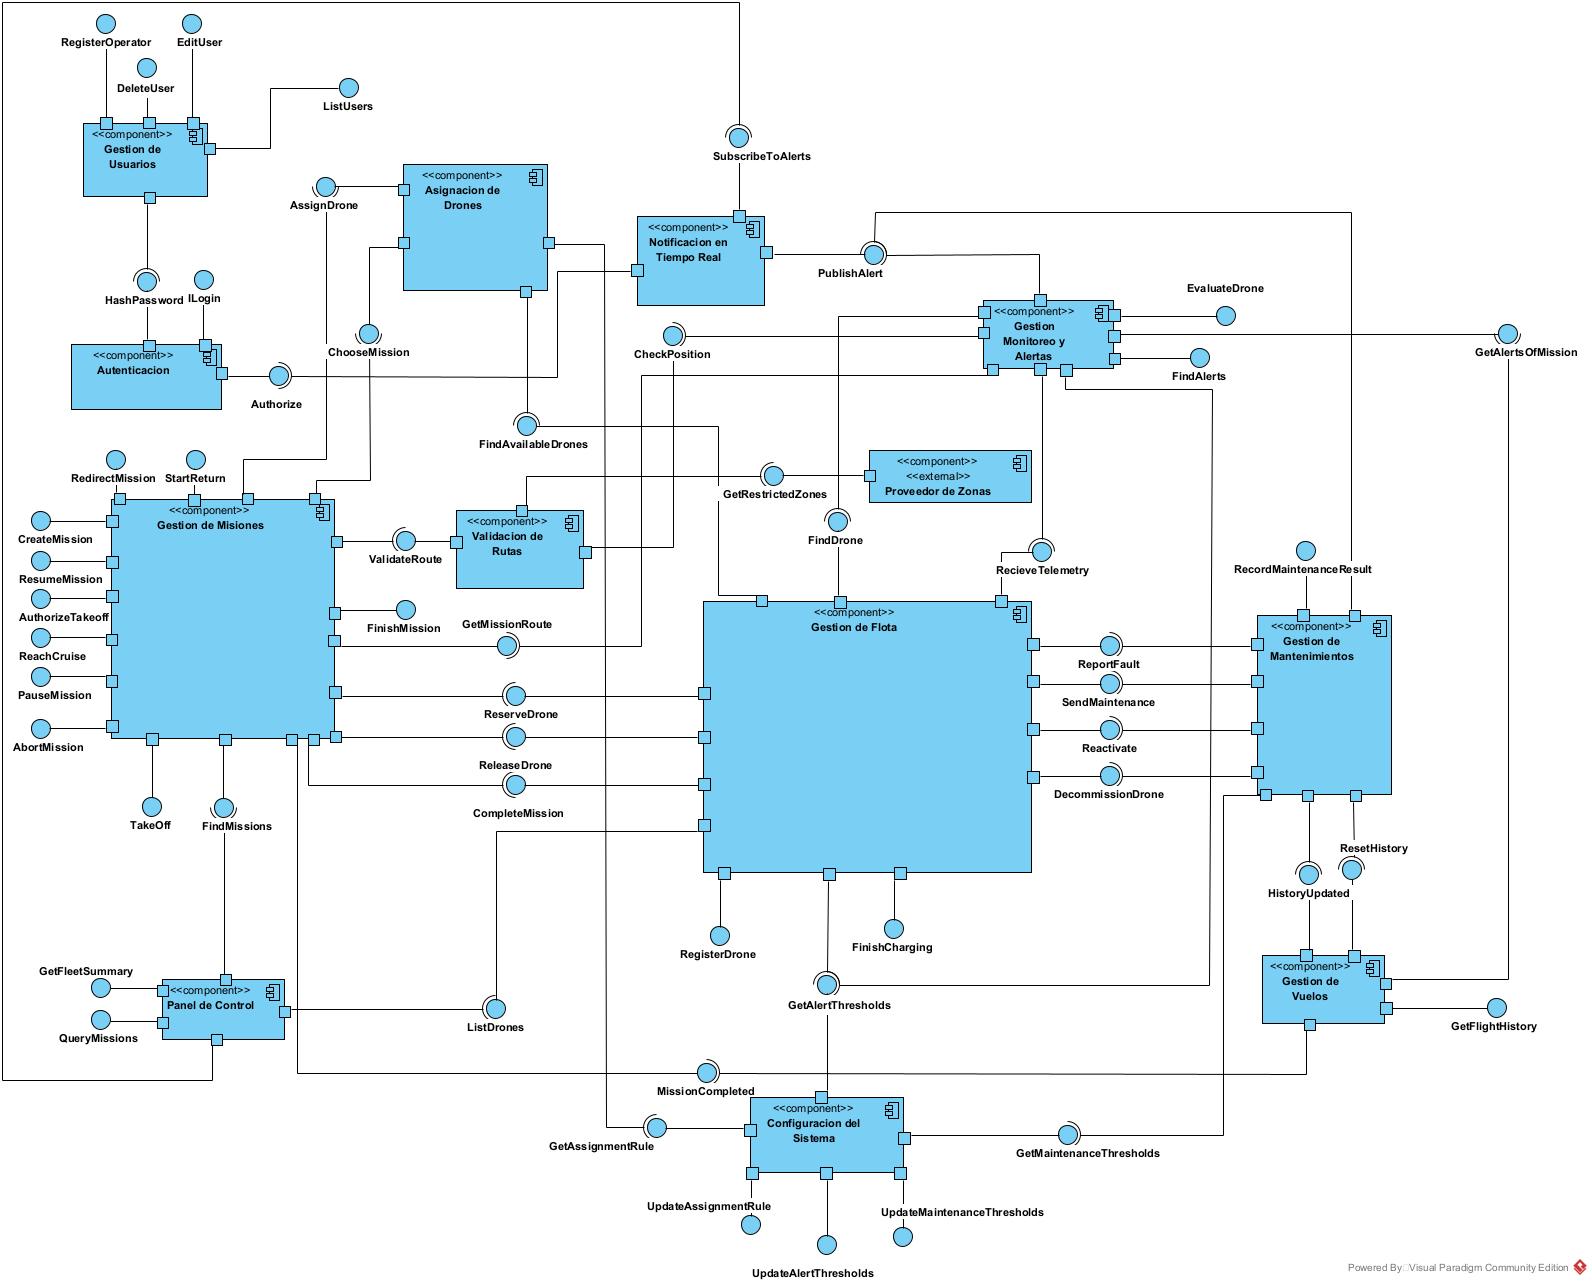 RegisterOperator
EditUser
DeleteUser
ListUsers
<<component>>
Gestion de
Usuarios
SubscribeToAlerts
<<component>>
Asignacion de
Drones
AssignDrone
<<component>>
Notificacion en
Tiempo Real
PublishAlert
HashPassword
ILogin
EvaluateDrone
<<component>>
Gestion
Monitoreo y
Alertas
GetAlertsOfMission
FindAlerts
ChooseMission
CheckPosition
<<component>>
Autenticacion
Authorize
FindAvailableDrones
<<component>>
<<external>>
Proveedor de Zonas
GetRestrictedZones
RedirectMission
StartReturn
<<component>>
Gestion de Misiones
CreateMission
ResumeMission
AuthorizeTakeoff
ReachCruise
PauseMission
AbortMission
ValidateRoute
<<component>>
Validacion de
Rutas
FindDrone
RecieveTelemetry
RecordMaintenanceResult
FinishMission
GetMissionRoute
<<component>>
Gestion de Flota
<<component>>
Gestion de
Mantenimientos
ReportFault
SendMaintenance
Reactivate
DecommissionDrone
ReserveDrone
ReleaseDrone
CompleteMission
TakeOff
FindMissions
ResetHistory
HistoryUpdated
RegisterDrone
FinishCharging
GetFleetSummary
QueryMissions
<<component>>
Panel de Control
ListDrones
GetAlertThresholds
<<component>>
Gestion de
Vuelos
GetFlightHistory
MissionCompleted
<<component>>
Configuracion del
Sistema
GetAssignmentRule
GetMaintenanceThresholds
UpdateAssignmentRule
UpdateMaintenanceThresholds
UpdateAlertThresholds
Powered By Visual Paradigm Community Edition